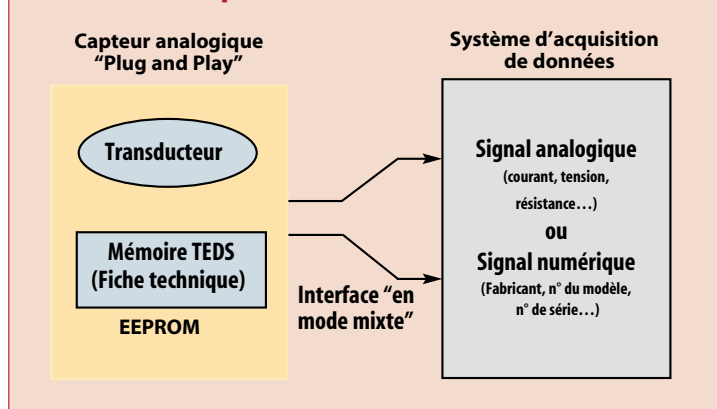 Capteur analogique
“Plug and Play”
Système d’acquisition
de données
Transducteur
Mémoire TEDS
(Fiche technique)
EEPROM
Interface “en
mode mixte”
Signal analogique
(courant, tension,
résistance…)
ou
Signal numérique
(Fabricant, n° du modèle,
n° de série…)